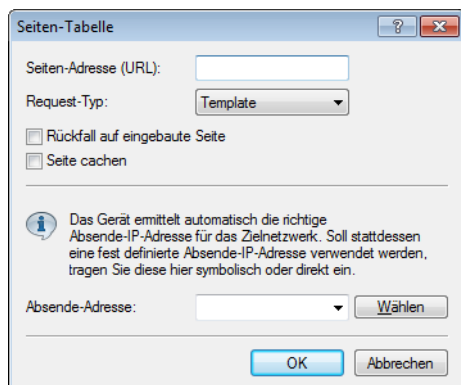 Seiten-Tabelle
Seiten-Adresse (URL):
Request-Typ: Template
Rückfall auf eingebaute Seite
Seite cachen
Das Gerät ermittelt automatisch die richtige
Absende-IP-Adresse für das Zielnetzwerk. Soll stattdessen
eine fest definierte Absende-IP-Adresse verwendet werden,
tragen Sie diese hier symbolisch oder direkt ein.
Absende-Adresse: Wählen
OK Abbrechen